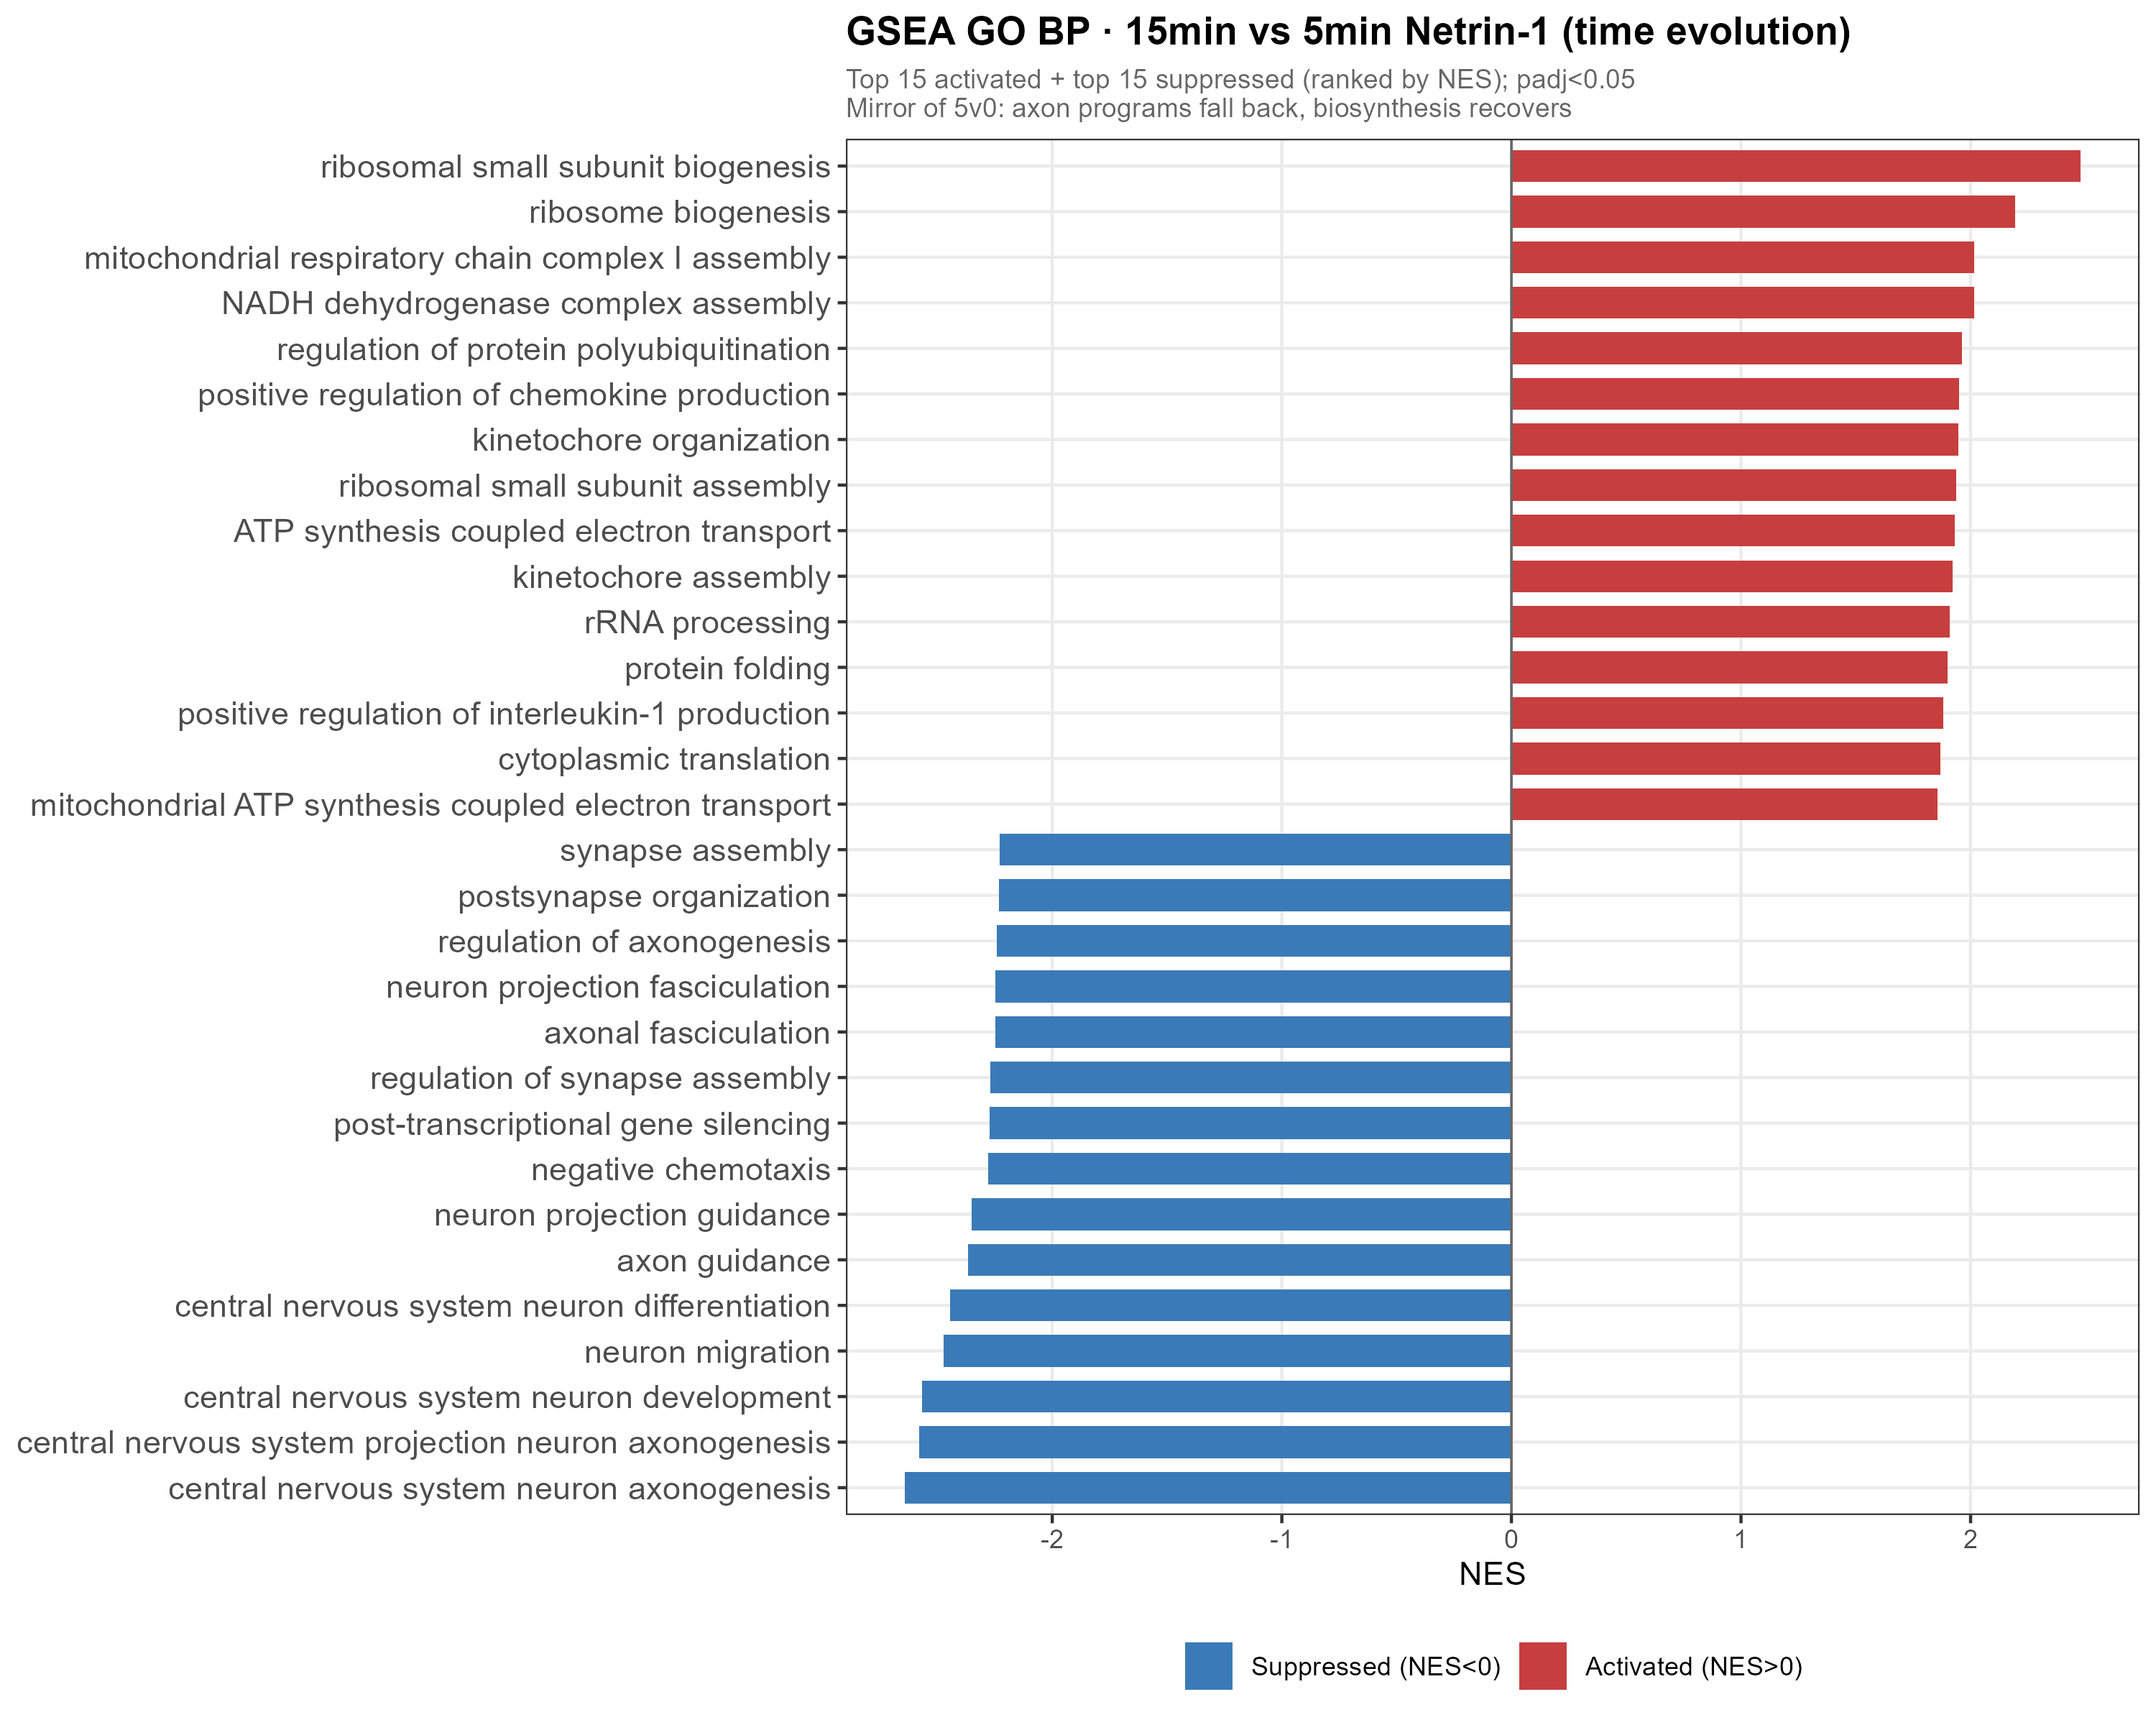 GSEA GO BP · 15min vs 5min Netrin-1 (time evolution)
Top 15 activated + top 15 suppressed (ranked by NES); padj<0.05
Mirror of 5v0: axon programs fall back, biosynthesis recovers
ribosomal small subunit biogenesis
ribosome biogenesis
mitochondrial respiratory chain complex I assembly
NADH dehydrogenase complex assembly
regulation of protein polyubiquitination
positive regulation of chemokine production
kinetochore organization
ribosomal small subunit assembly
ATP synthesis coupled electron transport
kinetochore assembly
rRNA processing
protein folding
positive regulation of interleukin-1 production
cytoplasmic translation
mitochondrial ATP synthesis coupled electron transport
synapse assembly
postsynapse organization
regulation of axonogenesis
neuron projection fasciculation
axonal fasciculation
regulation of synapse assembly
post-transcriptional gene silencing
negative chemotaxis
neuron projection guidance
axon guidance
central nervous system neuron differentiation
neuron migration
central nervous system neuron development
central nervous system projection neuron axonogenesis
central nervous system neuron axonogenesis
-2 -1 0 1 2
NES
Suppressed (NES<0) Activated (NES>0)